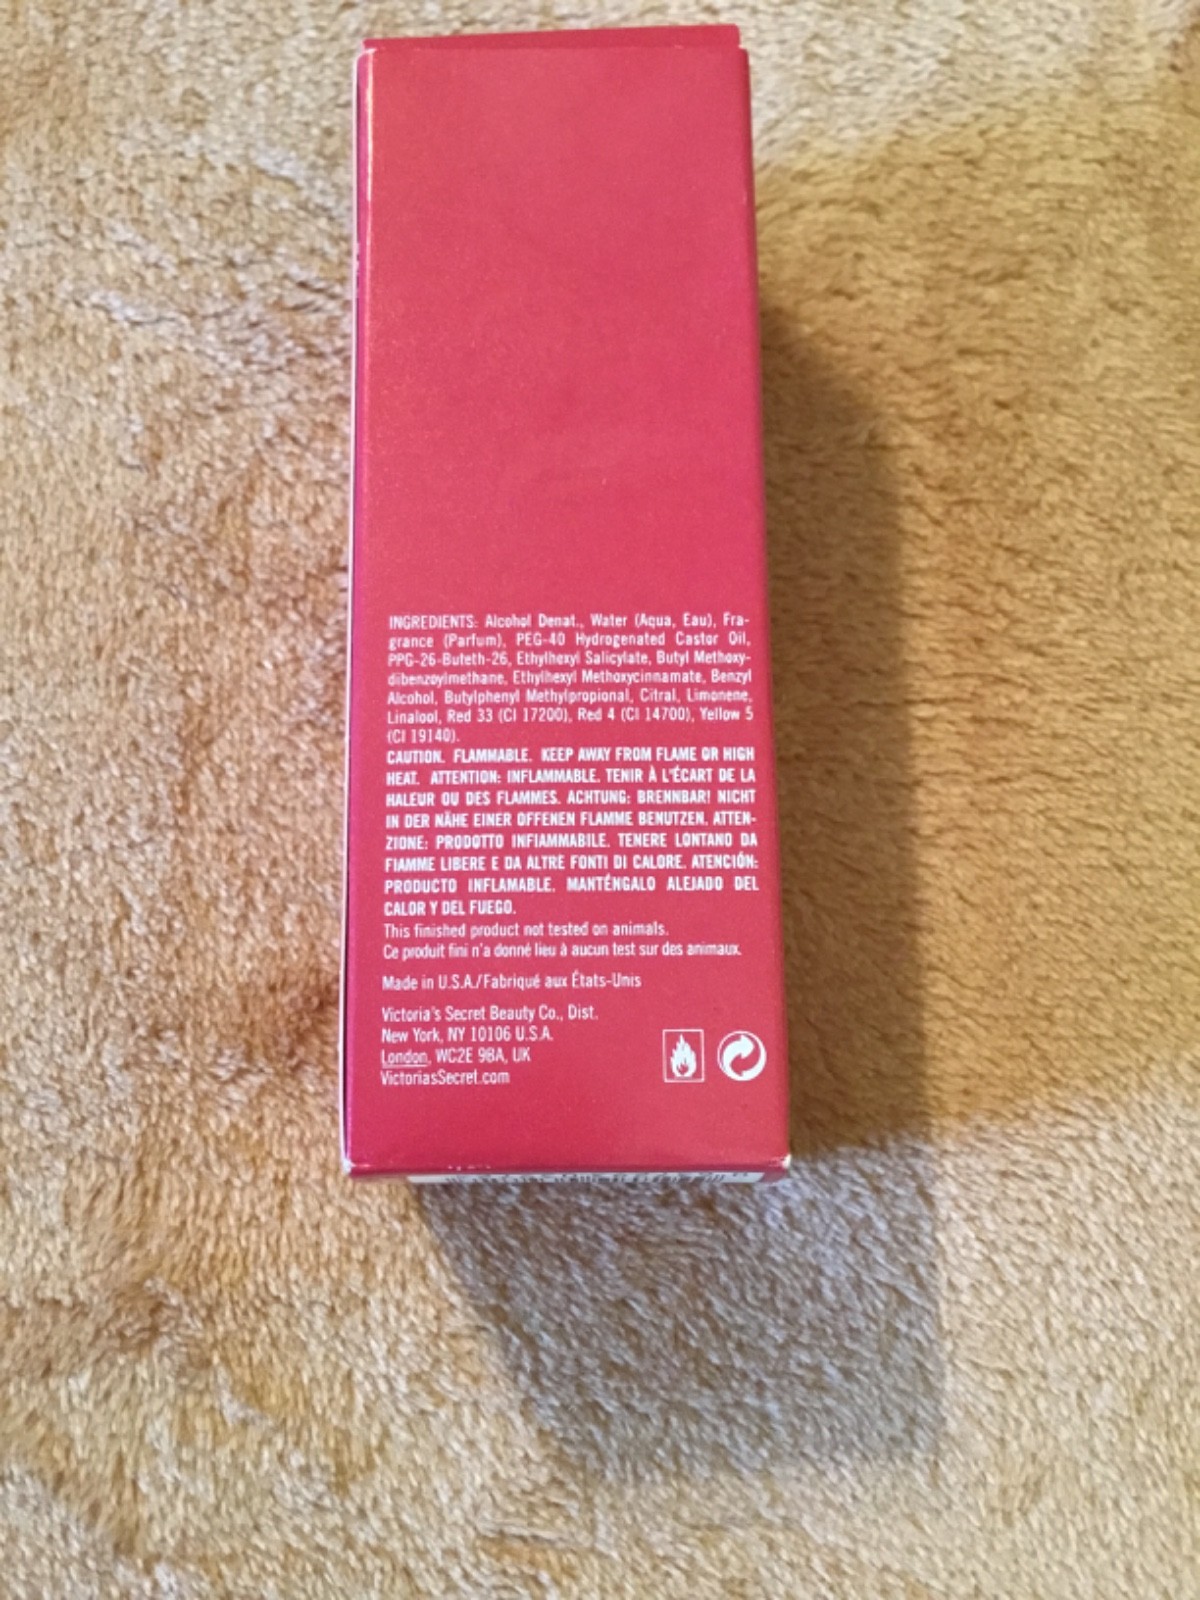 INGREDIENTS: Alcohol Denat., Water (Aqua, Eau), Fra-
grance (Parfum), PEG-40 Hydrogenated Castor Oil,
PPG-26-Buteth-26, Ethylhexyl Salicylate, Butyl Methoxy-
dibenzoylmethane, Ethylhexyl Methoxycinnamate, Benzyl
Alcohol, Butylphenyl Methylpropional, Citral, Limonene,
Linalool, Red 33 (CI 17200), Red 4 (CI 14700), Yellow 5
(CI 19140).
CAUTION. FLAMMABLE. KEEP AWAY FROM FLAME OR HIGH
HEAT. ATTENTION: INFLAMMABLE. TENIR À L'ÉCART DE LA
HALEUR OU DES FLAMMES. ACHTUNG: BRENNBAR! NICHT
IN DER NÄHE EINER OFFENEN FLAMME BENUTZEN. ATTEN-
ZIONE: PRODOTTO INFIAMMABILE. TENERE LONTANO DA
FIAMME LIBERE E DA ALTRE FONTI DI CALORE. ATENCIÓN:
PRODUCTO INFLAMABLE. MANTÉNGALO ALEJADO DEL
CALOR Y DEL FUEGO.
This finished product not tested on animals.
Ce produit fini n'a donné lieu à aucun test sur des animaux.
Made in U.S.A./Fabriqué aux États-Unis
Victoria's Secret Beauty Co., Dist.
New York, NY 10106 U.S.A.
London, WC2E 9BA, UK
VictoriasSecret.com